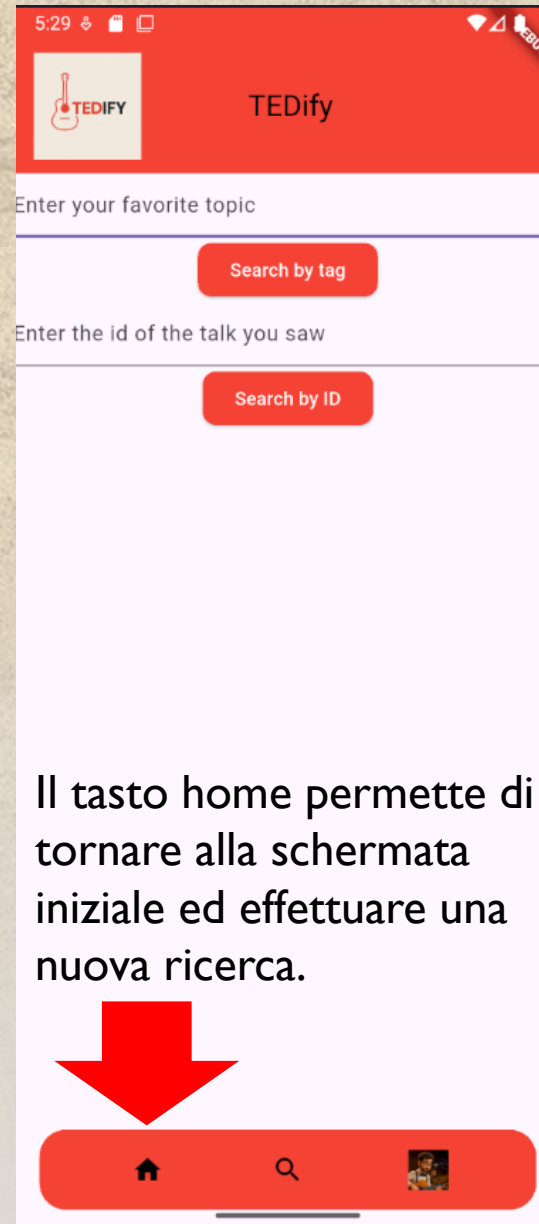 5:29
TEDIFY
TEDify
Enter your favorite topic
Search by tag
Enter the id of the talk you saw
Search by ID
Il tasto home permette di
tornare alla schermata
iniziale ed effettuare una
nuova ricerca.